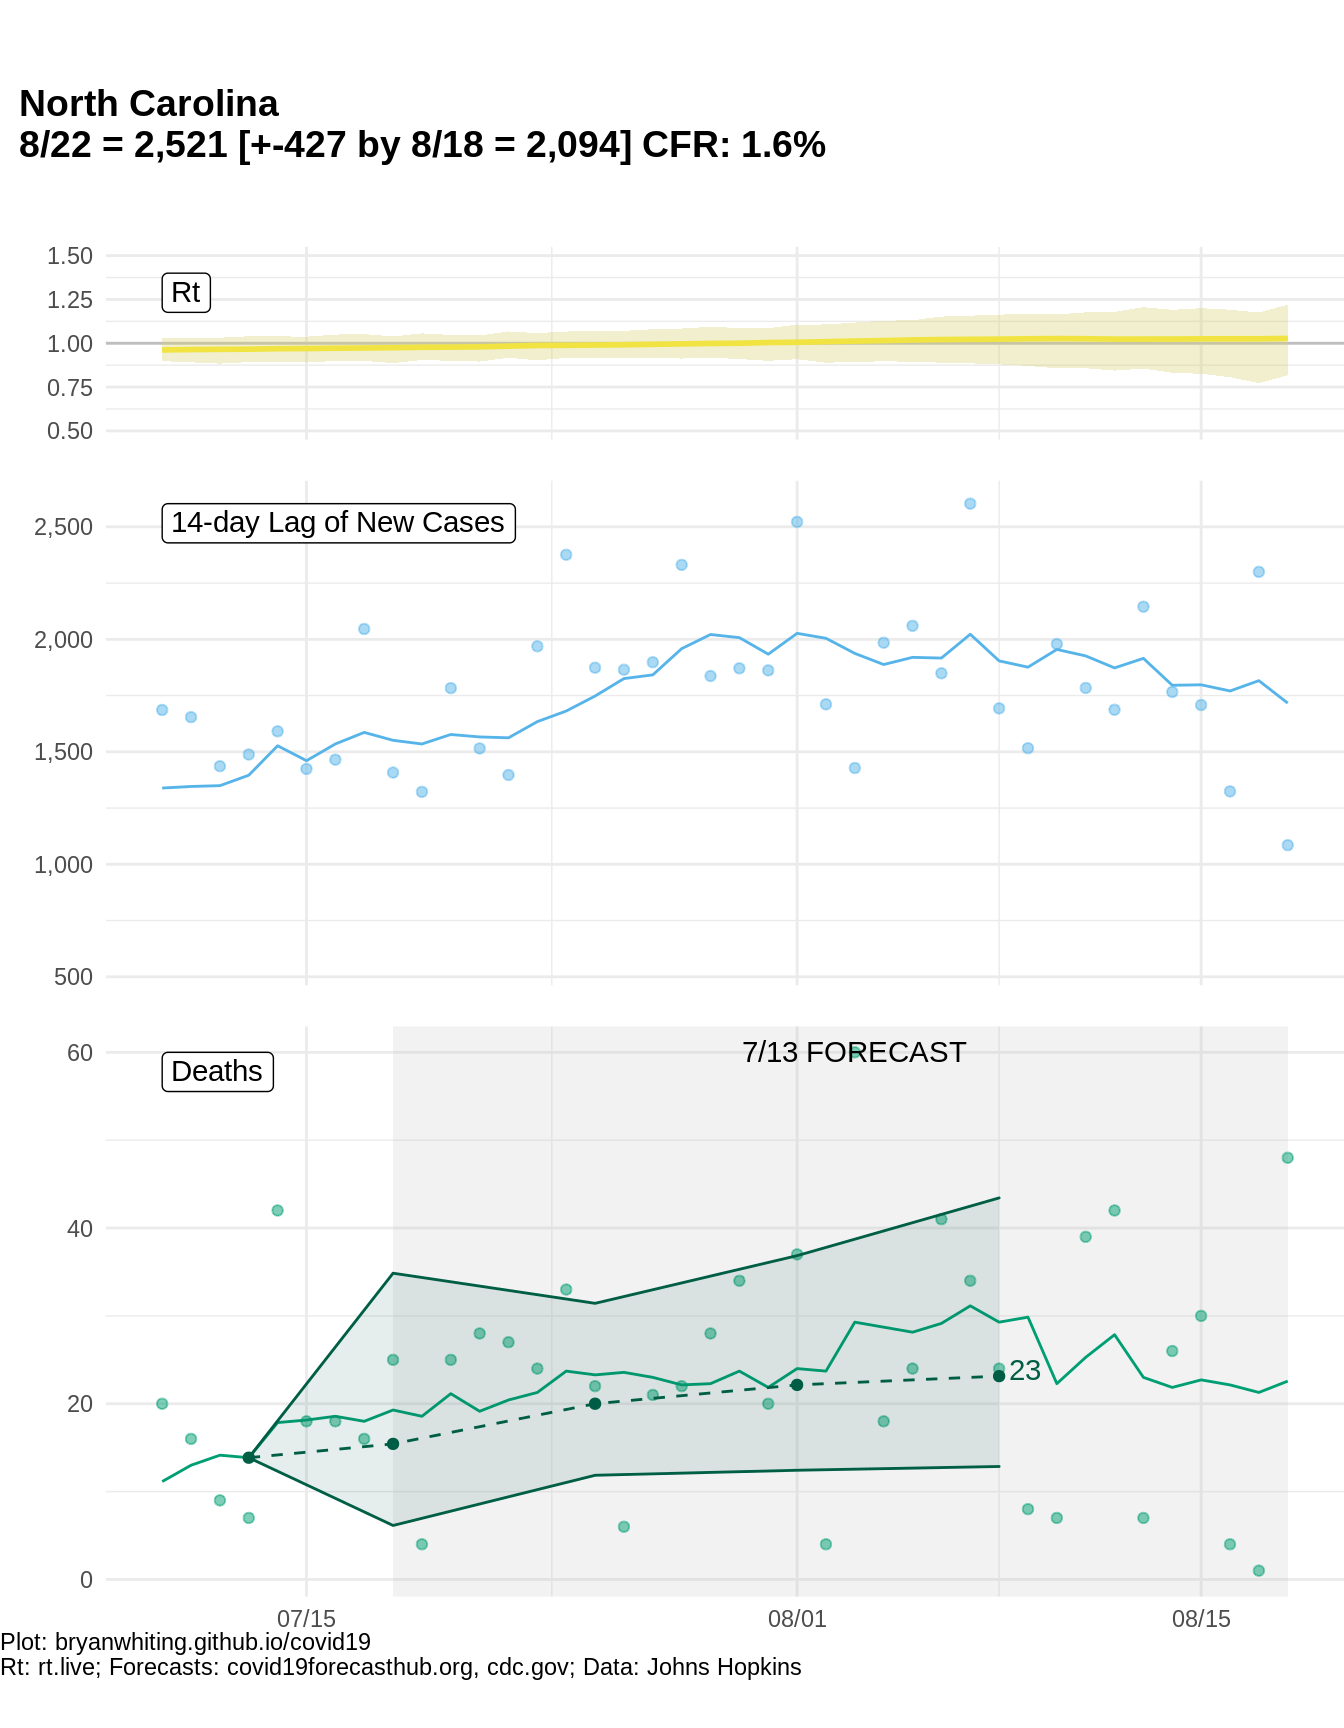 North Carolina
8/22 = 2,521 [+-427 by 8/18 = 2,094] CFR: 1.6%
1.50
Rt
1.25
1.00
0.75
0.50
14-day Lag of New Cases
2,500
2,000
1,500
1,000
500
7/13 FORECAST
60
Deaths
40
23
20
0
07/15 08/01 08/15
Plot: bryanwhiting.github.io/covid19
Rt: rt.live; Forecasts: covid19forecasthub.org, cdc.gov; Data: Johns Hopkins